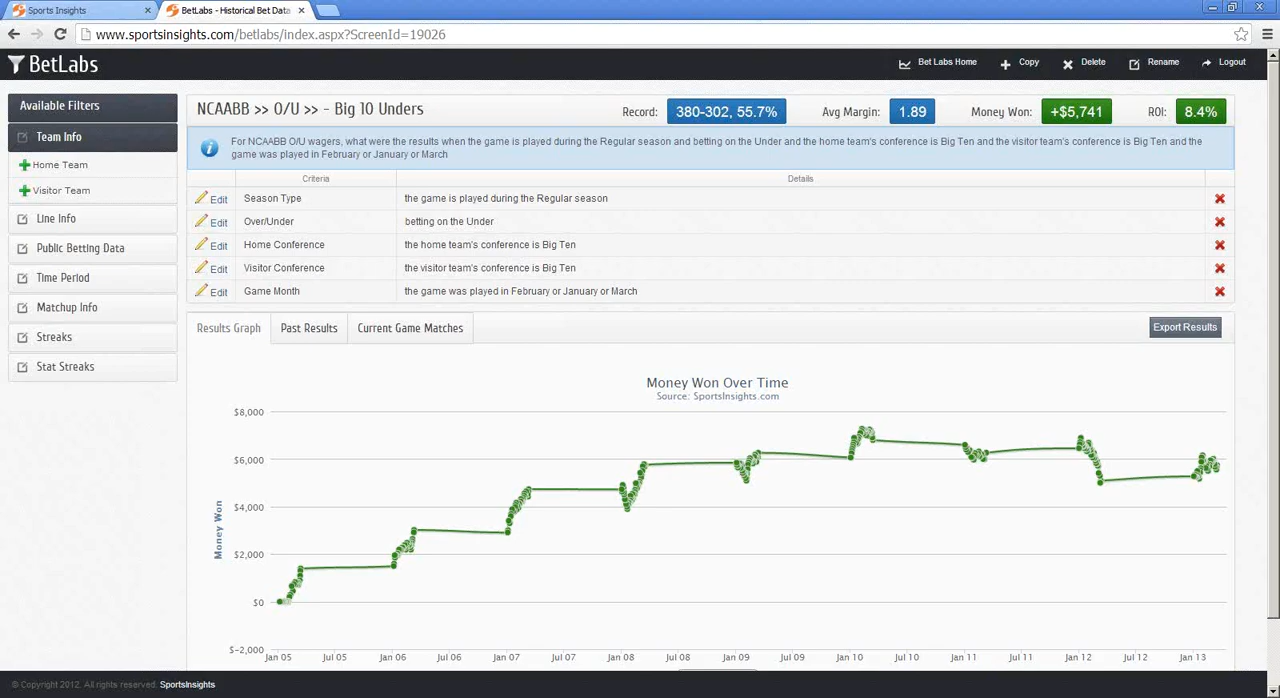 Sports Insights
BetLabs - Historical Bet Data
www.sportsinsights.com/betlabs/index.aspx?ScreenId=19026
BetLabs
Bet Labs Home
Copy
Delete
Rename
Logout
Available Filters
Team Info
Home Team
Visitor Team
Line Info
Public Betting Data
Time Period
Matchup Info
Streaks
Stat Streaks
NCAABB >> O/U >> - Big 10 Unders
Record: 380-302, 55.7%
Avg Margin: 1.89
Money Won: +$5,741
ROI: 8.4%
For NCAABB O/U wagers, what were the results when the game is played during the Regular season and betting on the Under and the home team's conference is Big Ten and the visitor team's conference is Big Ten and the
game was played in February or January or March
Criteria Details
Edit Season Type the game is played during the Regular season
Edit Over/Under betting on the Under
Edit Home Conference the home team's conference is Big Ten
Edit Visitor Conference the visitor team's conference is Big Ten
Edit Game Month the game was played in February or January or March
Results Graph
Past Results
Current Game Matches
Export Results
Money Won Over Time
Source: SportsInsights.com
Money Won
$8,000
$6,000
$4,000
$2,000
$0
$-2,000
Jan 05 Jul 05 Jan 06 Jul 06 Jan 07 Jul 07 Jan 08 Jul 08 Jan 09 Jul 09 Jan 10 Jul 10 Jan 11 Jul 11 Jan 12 Jul 12 Jan 13
© Copyright 2012. All rights reserved. SportsInsights